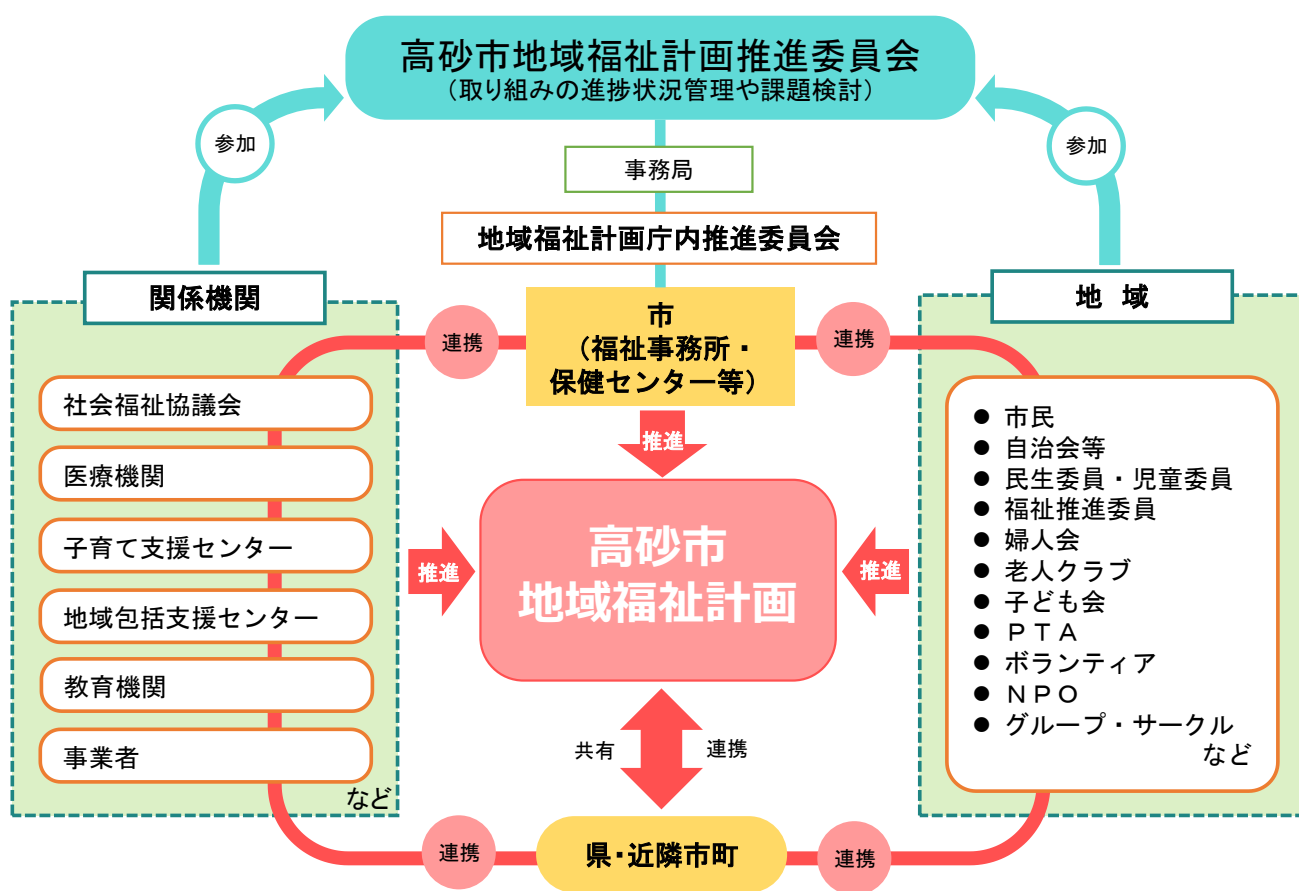 高砂市地域福祉計画推進委員会
（取り組みの進捗状況管理や課題検討）
参加
参加
事務局
地域福祉計画庁内推進委員会
関係機関
地 域
連携
市
（福祉事務所・
保健センター等）
連携
社会福祉協議会
医療機関
子育て支援センター
地域包括支援センター
教育機関
事業者
など
推進
推進
高砂市
地域福祉計画
推進
● 市民
● 自治会等
● 民生委員・児童委員
● 福祉推進委員
● 婦人会
● 老人クラブ
● 子ども会
● ＰＴＡ
● ボランティア
● ＮＰＯ
● グループ・サークル
など
共有
連携
連携
県・近隣市町
連携